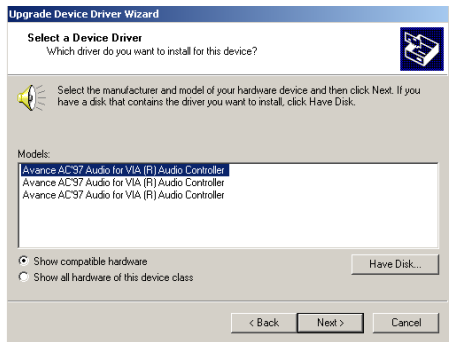 Upgrade Device Driver Wizard
Select a Device Driver
Which driver do you want to install for this device?
Select the manufacturer and model of your hardware device and then click Next. If you
have a disk that contains the driver you want to install, click Have Disk.
Models:
Avance AC'97 Audio for VIA (R) Audio Controller
Avance AC'97 Audio for VIA (R) Audio Controller
Avance AC'97 Audio for VIA (R) Audio Controller
Show compatible hardware
Show all hardware of this device class
Have Disk...
< Back
Next >
Cancel